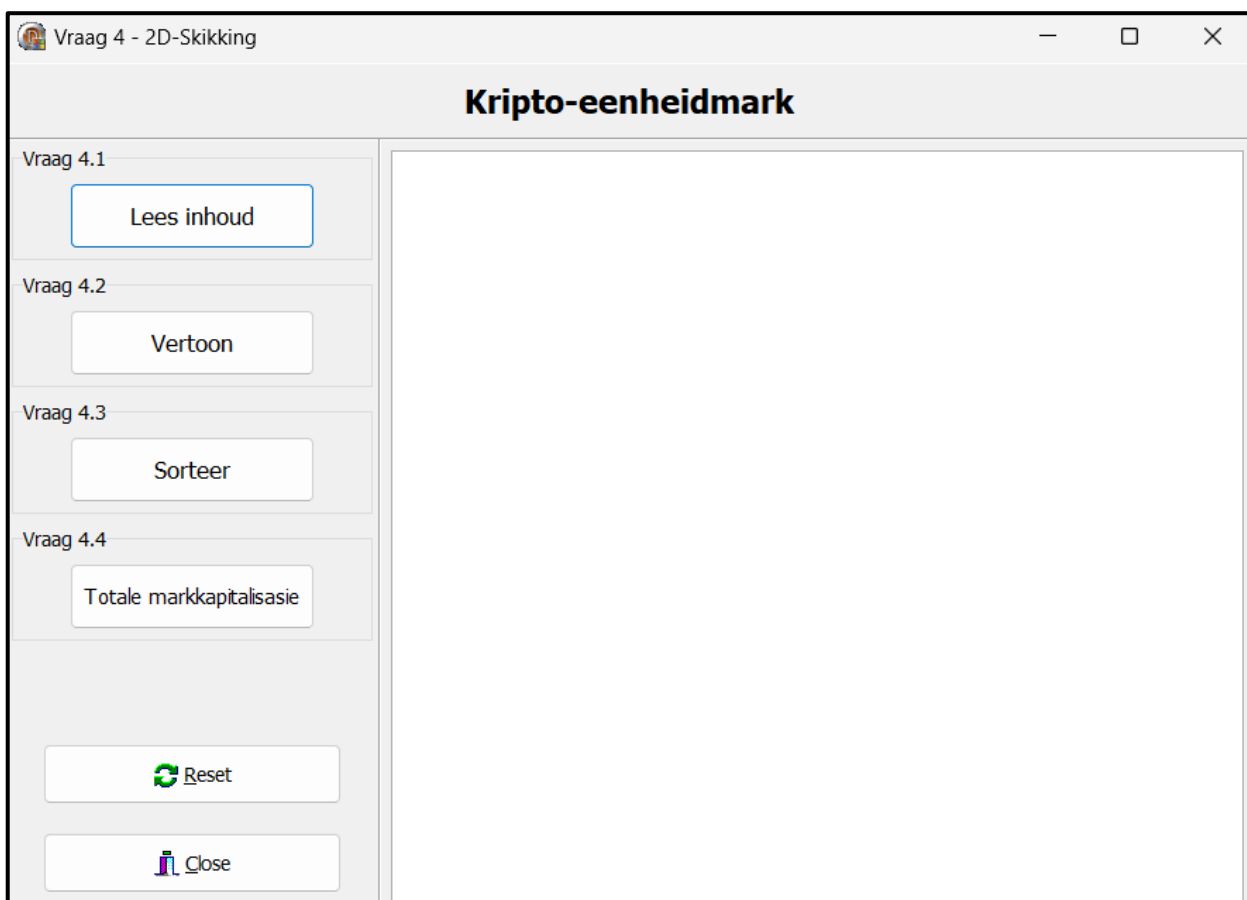 Vraag 4 - 2D-Skikking
Kripto-eenheidmark
Vraag 4.1
Lees inhoud
Vraag 4.2
Vertoon
Vraag 4.3
Sorteer
Vraag 4.4
Totale markkapitalisasie
Reset
Close